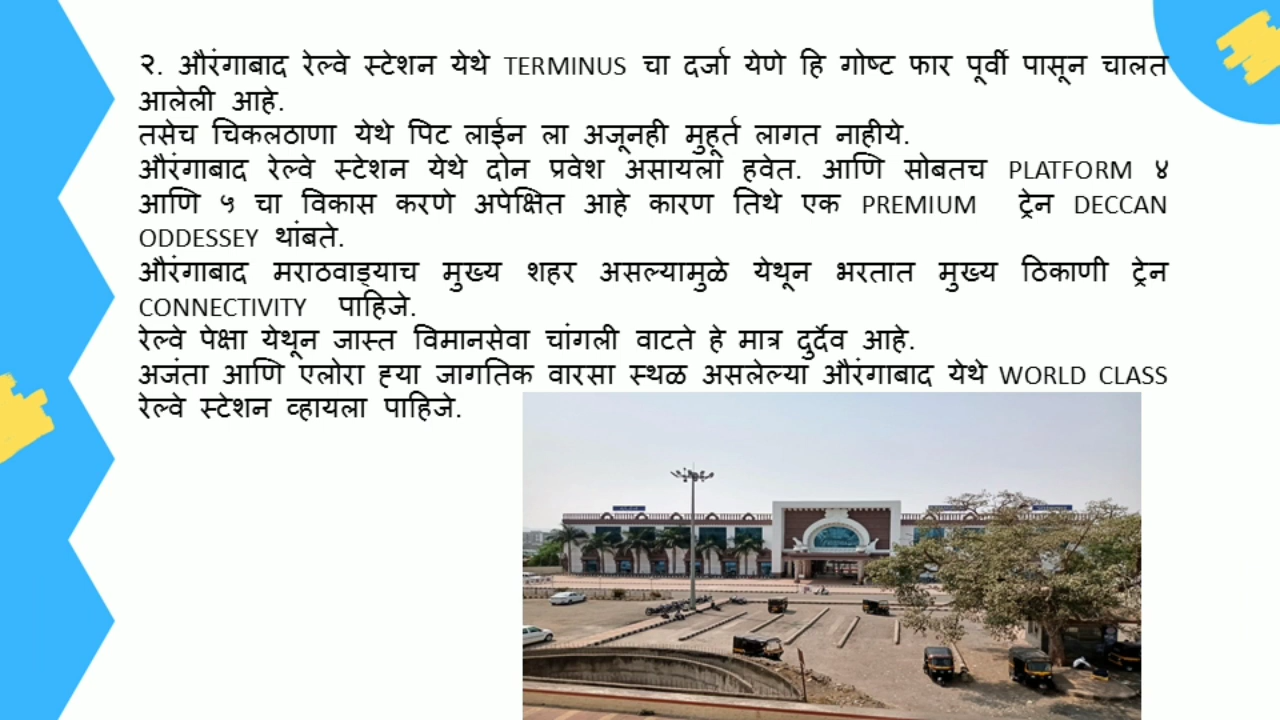 २. औरंगाबाद रेल्वे स्टेशन येथे TERMINUS चा दर्जा येणे हि गोष्ट फार पूर्वी पासून चालत
आलेली आहे.
तसेच चिकलठाणा येथे पिट लाईन ला अजूनही मुहूर्त लागत नाहीये.
औरंगाबाद रेल्वे स्टेशन येथे दोन प्रवेश असायला हवेत. आणि सोबतच PLATFORM ४
आणि ५ चा विकास करणे अपेक्षित आहे कारण तिथे एक PREMIUM ट्रेन DECCAN
ODDESSEY थांबते.
औरंगाबाद मराठवाड्याच मुख्य शहर असल्यामुळे येथून भरतात मुख्य ठिकाणी ट्रेन
CONNECTIVITY पाहिजे.
रेल्वे पेक्षा येथून जास्त विमानसेवा चांगली वाटते हे मात्र दुर्दैव आहे.
अजंता आणि एलोरा ह्या जागतिक वारसा स्थळ असलेल्या औरंगाबाद येथे WORLD CLASS
रेल्वे स्टेशन व्हायला पाहिजे.